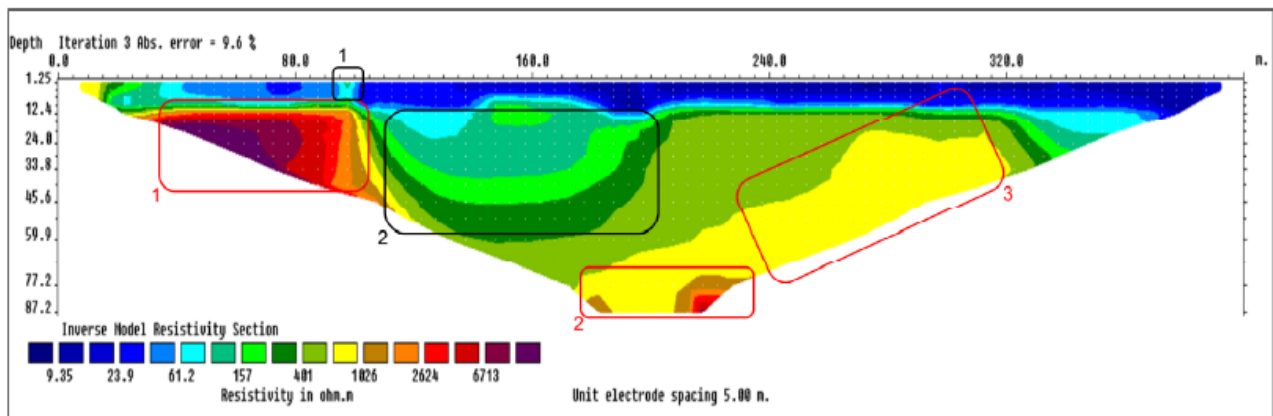 Depth Iteration 3 Abs. error = 9.6 %
0.0 80.0 160.0 240.0 320.0 m.
1
1.25
12.4
24.0
33.8
45.6
59.9
77.2
87.2
1
2
3
2
Inverse Model Resistivity Section
9.35 23.9 61.2 157 401 1026 2624 6713
Resistivity in ohm.m Unit electrode spacing 5.00 m.